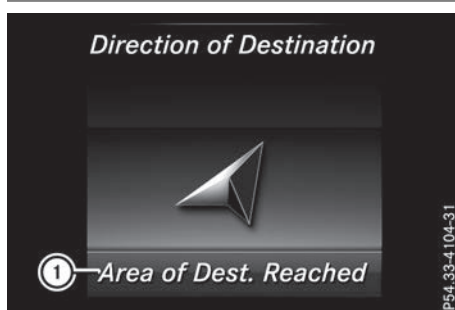 Direction of Destination
1
Area of Dest. Reached
P54.33-4104-31